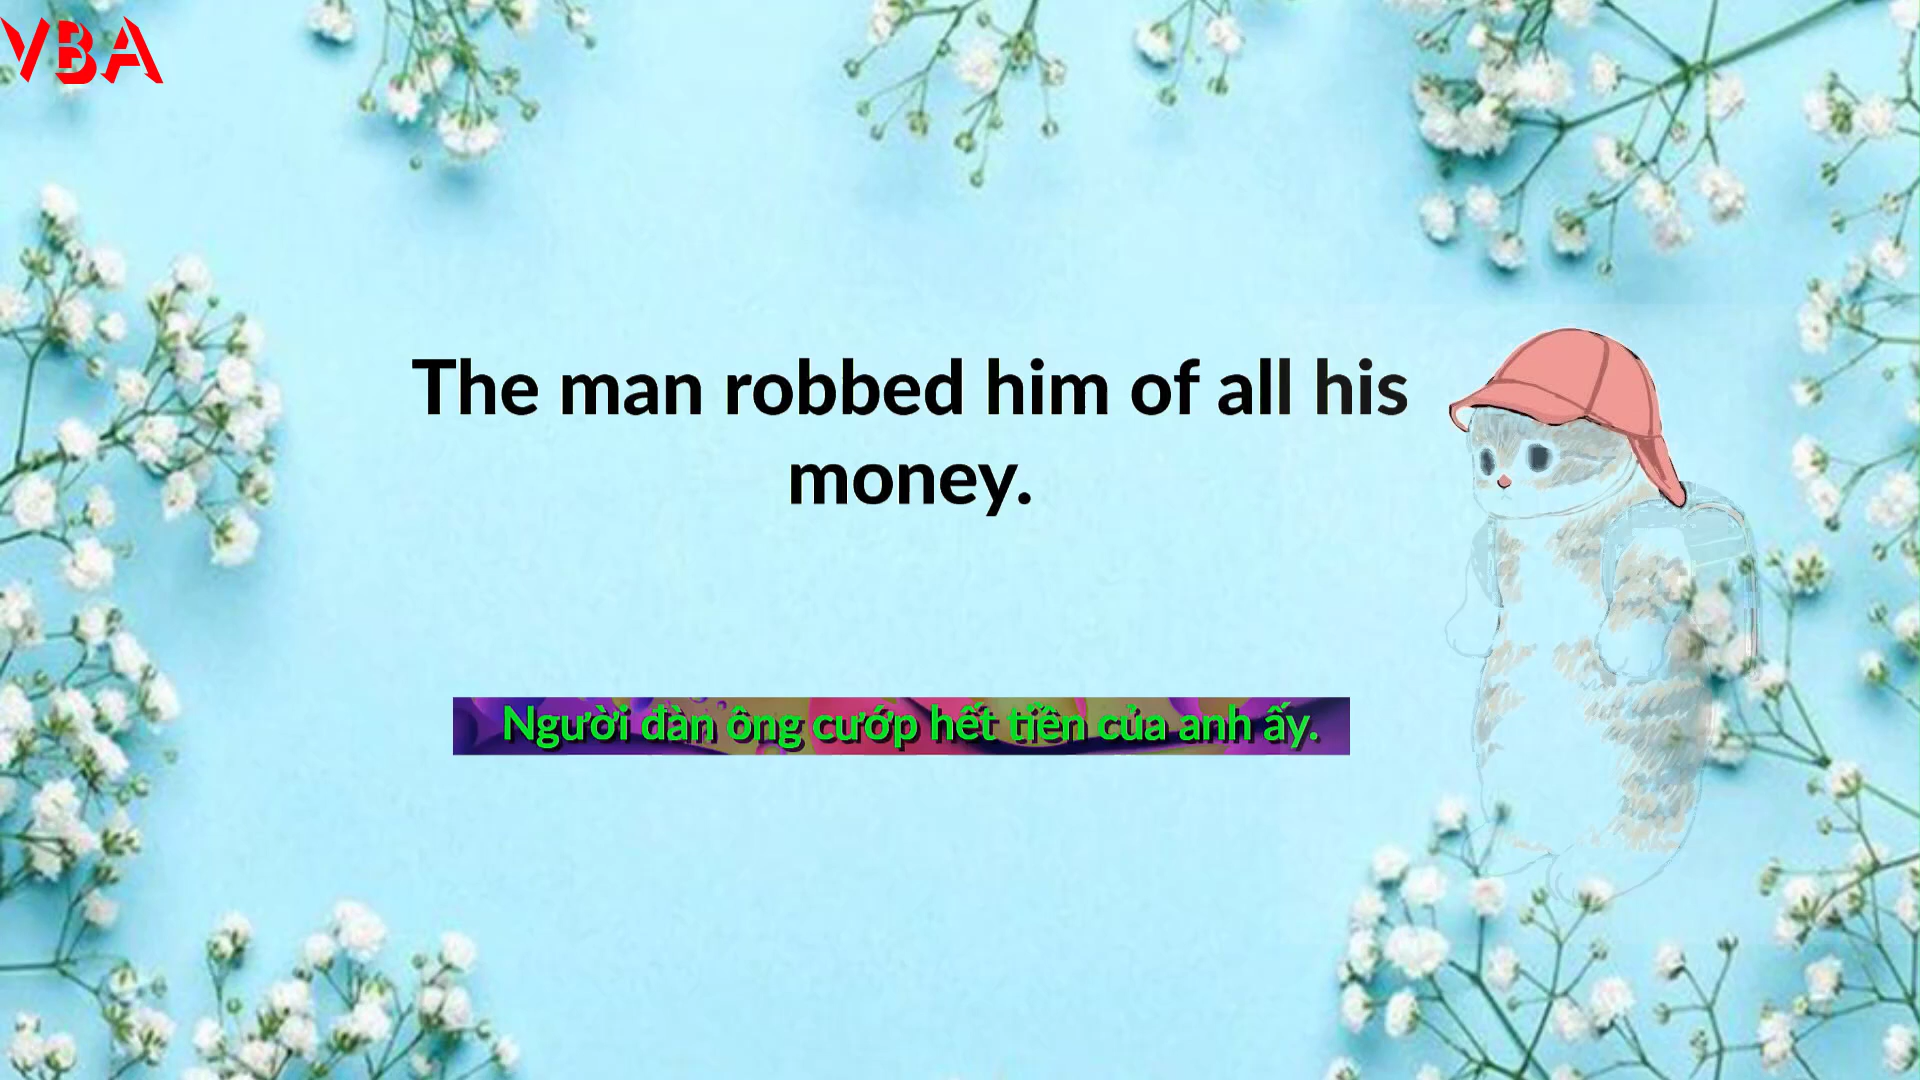 VBA
The man robbed him of all his
money.
Người đàn ông cướp hết tiền của anh ấy.